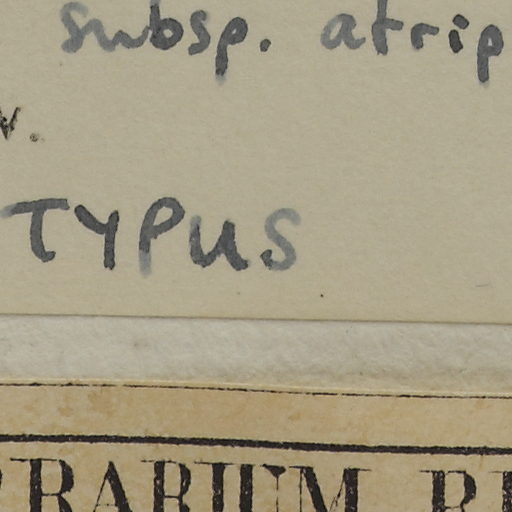 subsp. atrip
v.
TYPUS
RARIUM R